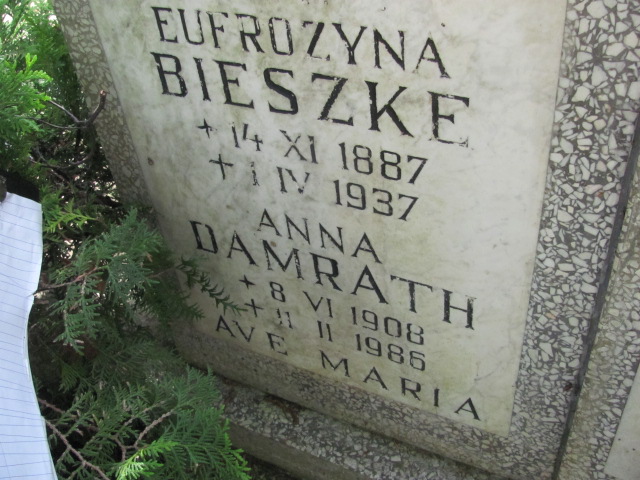 EUFROZYNA
BIESZKE
+ 14 XI 1887
+ 1 IV 1937
ANNA
DAMRATH
+ 8 VI 1908
+ 11 II 1986
AVE MARIA